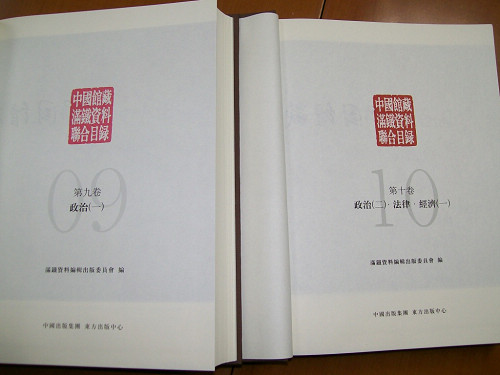 中國館藏
滿鐵資料
聯合目録
09
第九卷
政治(一)
滿鐵資料編輯出版委員會 編
中國出版集團 東方出版中心
中國館藏
滿鐵資料
聯合目録
10
第十卷
政治(二)·法律·經濟(一)
滿鐵資料編輯出版委員會 編
中國出版集團 東方出版中心